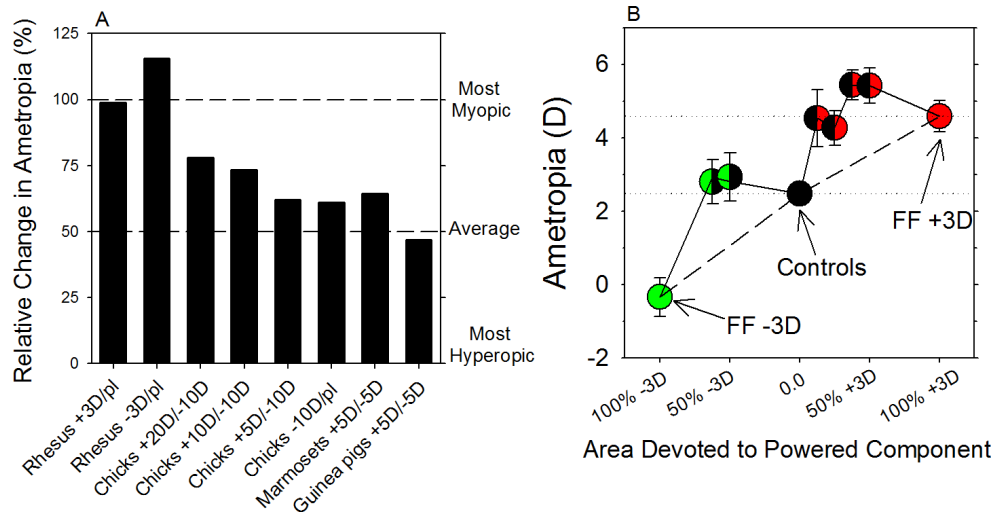 A
Relative Change in Ametropia (%)
125
100
75
50
25
0
Most
Myopic
Average
Most
Hyperopic
Rhesus +3D/pl
Rhesus -3D/pl
Chicks +20D/-10D
Chicks +10D/-10D
Chicks +5D/-10D
Chicks -10D/pl
Marmosets +5D/-5D
Guinea pigs +5D/-5D
B
Ametropia (D)
6
4
2
0
-2
FF +3D
Controls
FF -3D
100% -3D
50% -3D
0.0
50% +3D
100% +3D
Area Devoted to Powered Component